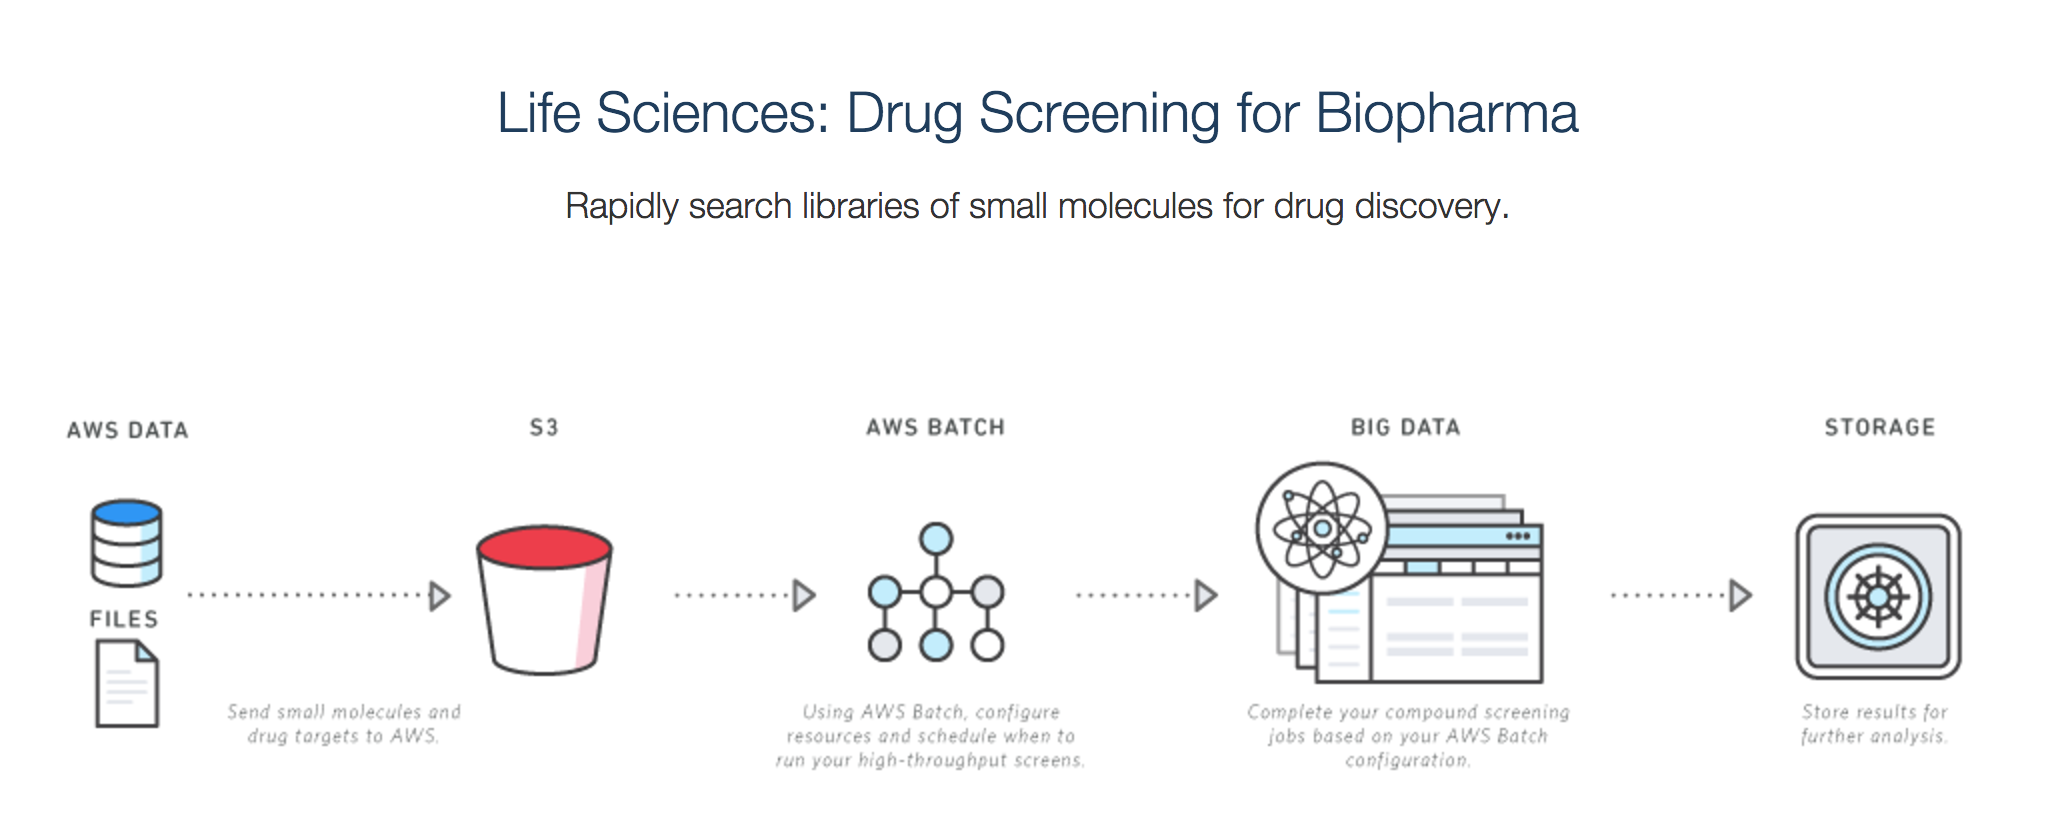 Life Sciences: Drug Screening for Biopharma
Rapidly search libraries of small molecules for drug discovery.
AWS DATA
FILES
Send small molecules and
drug targets to AWS.
S3
AWS BATCH
Using AWS Batch, configure
resources and schedule when to
run your high-throughput screens.
BIG DATA
Complete your compound screening
jobs based on your AWS Batch
configuration.
STORAGE
Store results for
further analysis.